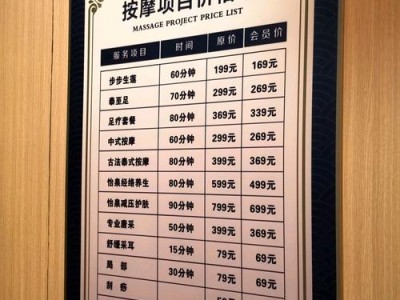 按摩项目价格
MASSAGE PROJECT PRICE LIST
服务项目 时间 原价 会员价
步步生莲 60分钟 199元 169元
泰至足 70分钟 299元 269元
足疗套餐 80分钟 369元 339元
中式按摩 60分钟 299元 269元
古法泰式按摩 80分钟 399元 369元
怡泉经络养生 80分钟 599元 499元
怡泉减压护肤 90分钟 799元 699元
专业 50分钟 399元 369元
舒缓采耳 15分钟 79元 69元
局部 30分钟 79元 69元
刮痧